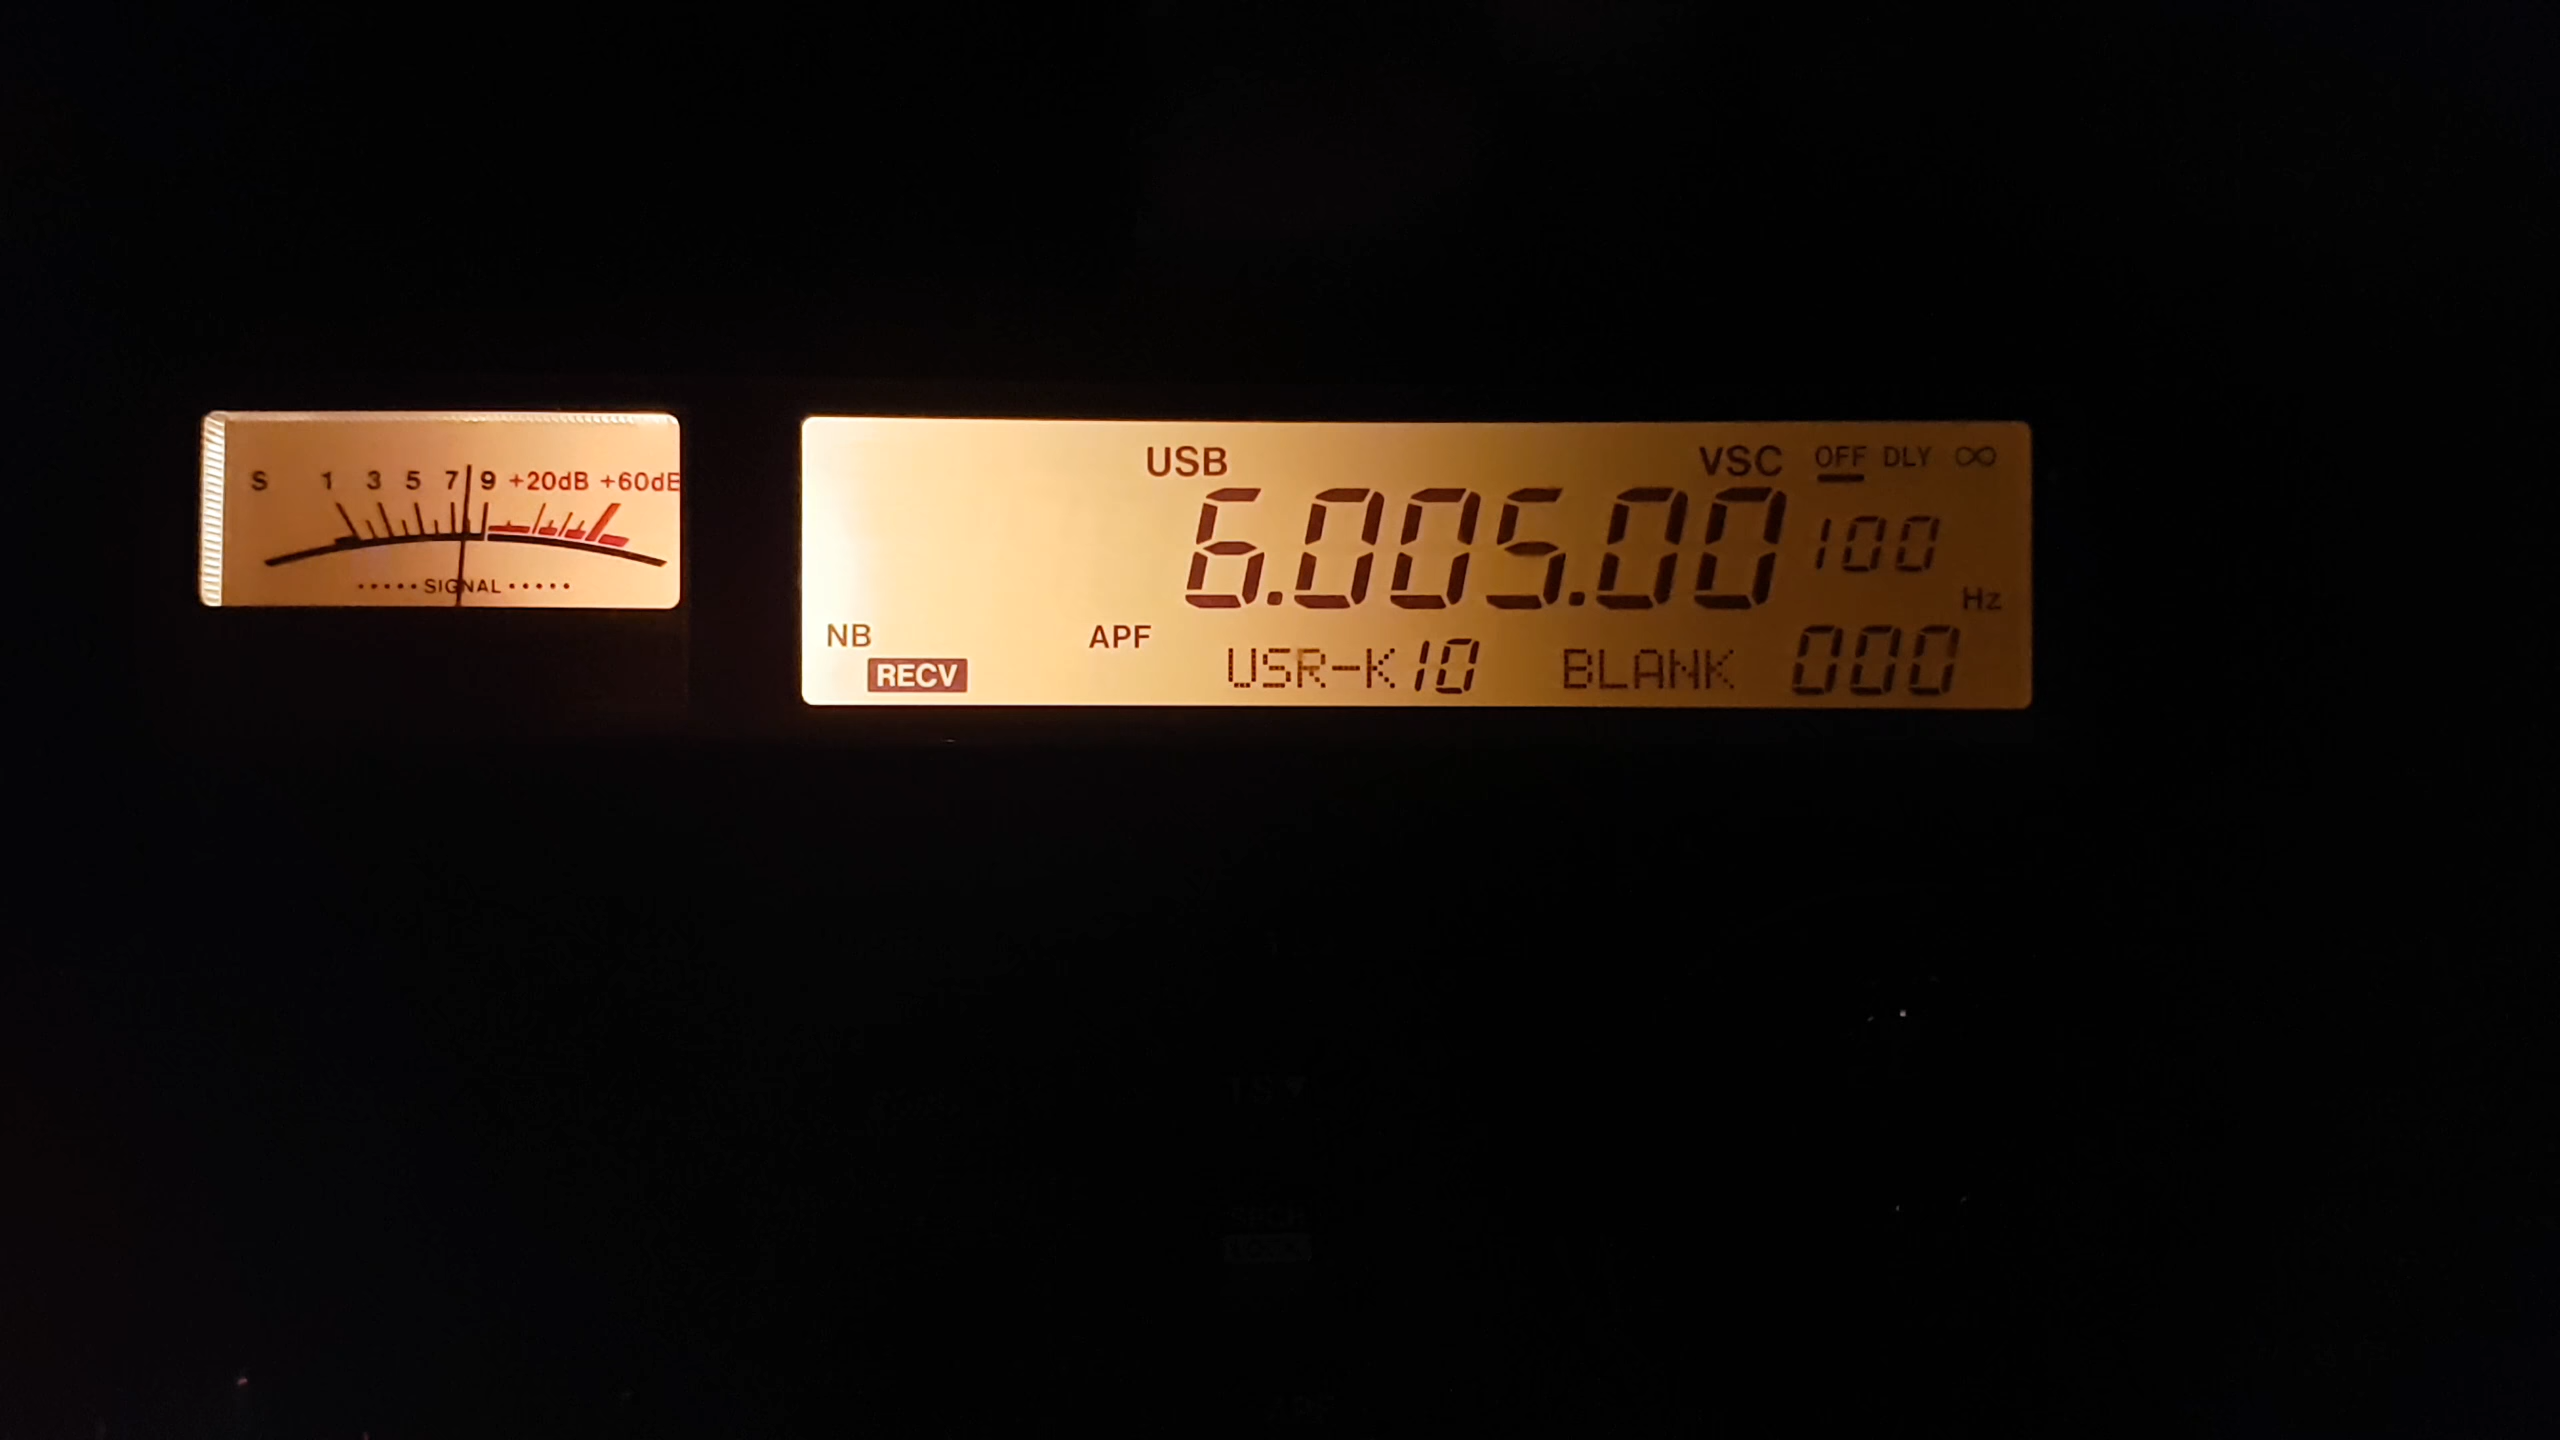 S 1 3 5 7 9 +20dB +60dB
SIGNAL
USB VSC OFF DLY ∞
6.005.00 100
Hz
NB APF
RECV USR-K10 BLANK 000
TS